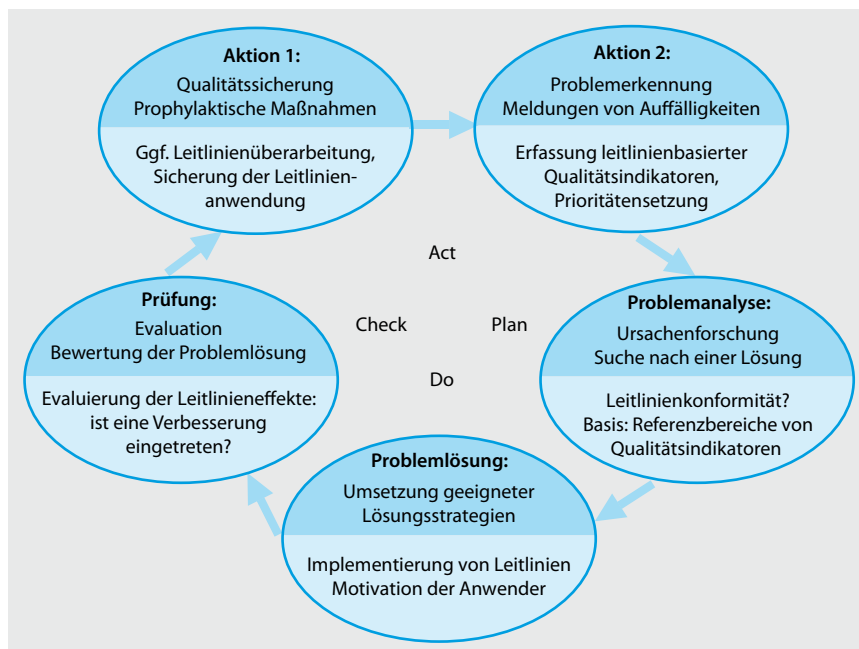 Aktion 1:
Qualitätssicherung
Prophylaktische Maßnahmen
Ggf. Leitlinienüberarbeitung,
Sicherung der Leitlinien-
anwendung
Aktion 2:
Problemerkennung
Meldungen von Auffälligkeiten
Erfassung leitlinienbasierter
Qualitätsindikatoren,
Prioritätensetzung
Act
Check
Plan
Do
Prüfung:
Evaluation
Bewertung der Problemlösung
Evaluierung der Leitlinieneffekte:
ist eine Verbesserung
eingetreten?
Problemanalyse:
Ursachenforschung
Suche nach einer Lösung
Leitlinienkonformität?
Basis: Referenzbereiche von
Qualitätsindikatoren
Problemlösung:
Umsetzung geeigneter
Lösungsstrategien
Implementierung von Leitlinien
Motivation der Anwender